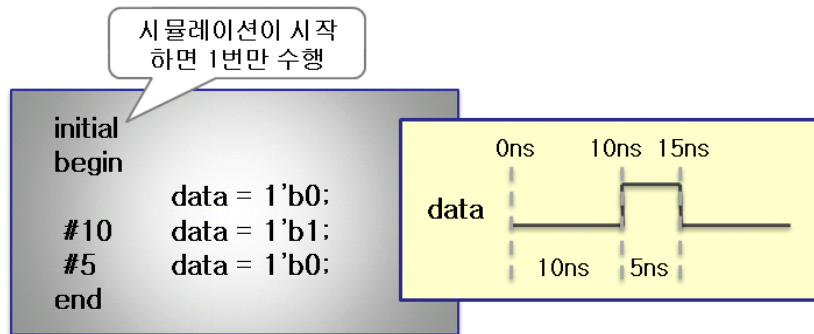 시뮬레이션이 시작
하면 1번만 수행
initial
begin
data = 1'b0;
#10 data = 1'b1;
#5 data = 1'b0;
end
0ns 10ns 15ns
data
10ns 5ns